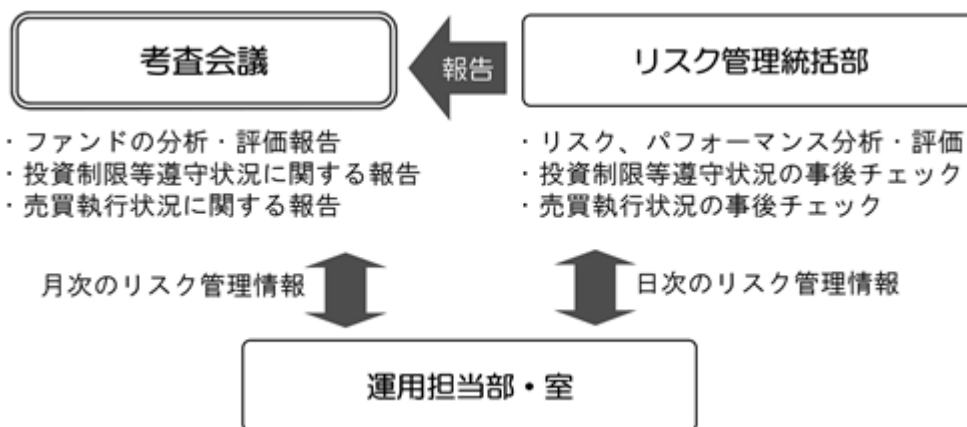 考査会議
報告
リスク管理統括部
・ファンドの分析・評価報告
・投資制限等遵守状況に関する報告
・売買執行状況に関する報告
・リスク、パフォーマンス分析・評価
・投資制限等遵守状況の事後チェック
・売買執行状況の事後チェック
月次のリスク管理情報
日次のリスク管理情報
運用担当部・室